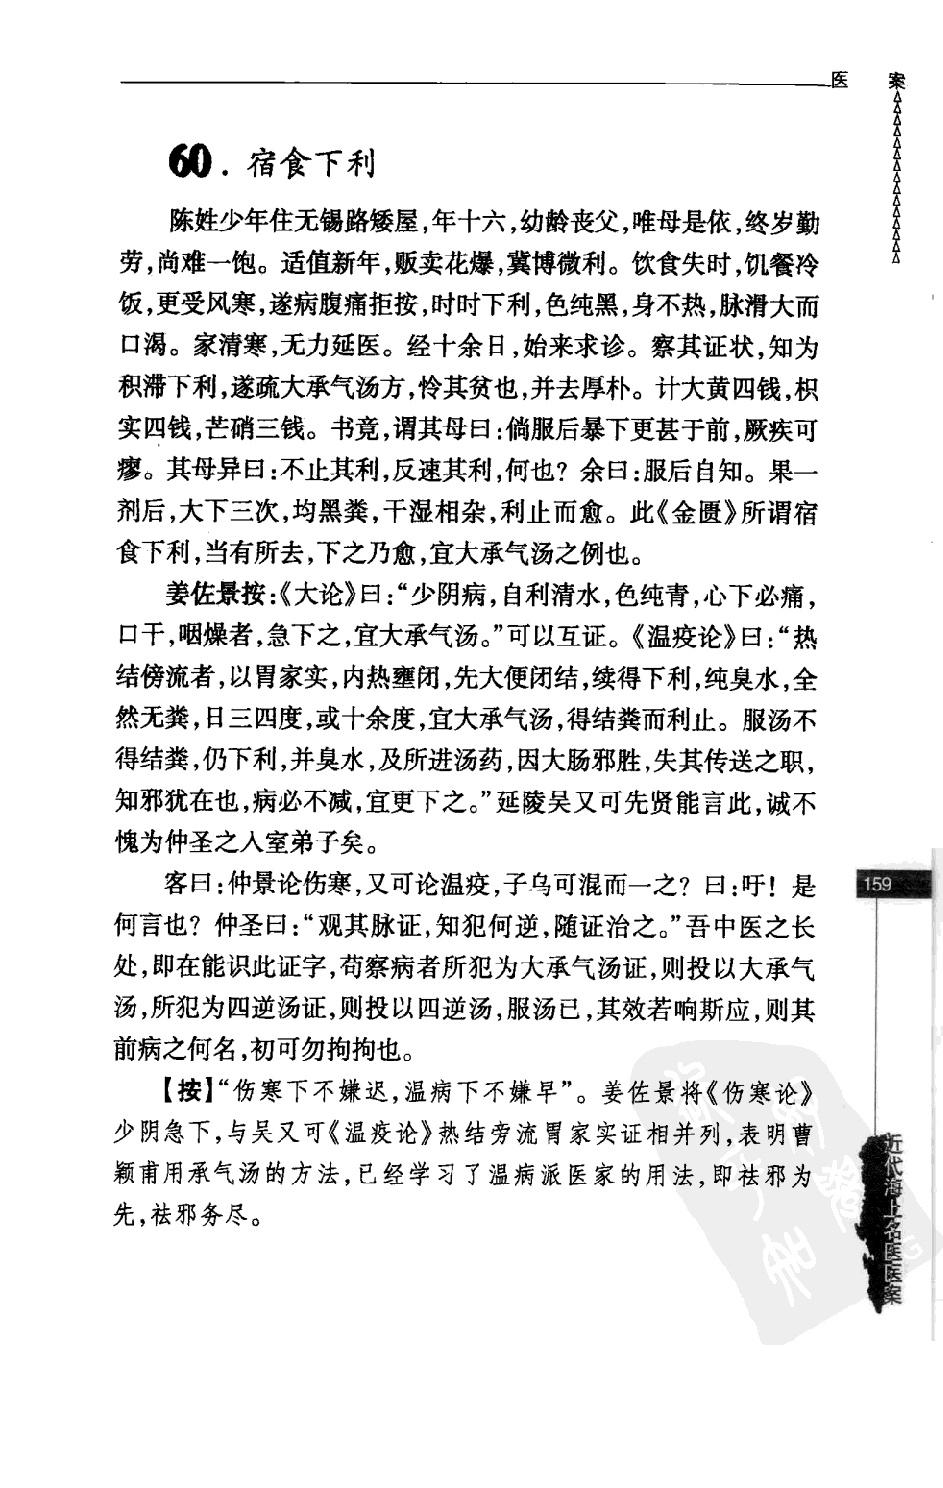 医 案
60. 宿食下利
陈姓少年住无锡路矮屋,年十六,幼龄丧父,唯母是依,终岁勤
劳,尚难一饱。适值新年,贩卖花爆,冀博微利。饮食失时,饥餐冷
饭,更受风寒,遂病腹痛拒按,时时下利,色纯黑,身不热,脉滑大而
口渴。家清寒,无力延医。经十余日,始来求诊。察其证状,知为
积滞下利,遂疏大承气汤方,怜其贫也,并去厚朴。计大黄四钱,枳
实四钱,芒硝三钱。书竟,谓其母曰:倘服后暴下更甚于前,厥疾可
瘳。其母异曰:不止其利,反速其利,何也? 余曰:服后自知。果一
剂后,大下三次,均黑粪,干湿相杂,利止而愈。此《金匮》所谓宿
食下利,当有所去,下之乃愈,宜大承气汤之例也。
姜佐景按:《大论》曰:“少阴病,自利清水,色纯青,心下必痛,
口干,咽燥者,急下之,宜大承气汤。”可以互证。《温疫论》曰:“热
结傍流者,以胃家实,内热壅闭,先大便闭结,续得下利,纯臭水,全
然无粪,日三四度,或十余度,宜大承气汤,得结粪而利止。服汤不
得结粪,仍下利,并臭水,及所进汤药,因大肠邪胜,失其传送之职,
知邪犹在也,病必不减,宜更下之。”延陵吴又可先贤能言此,诚不
愧为仲圣之入室弟子矣。
客曰:仲景论伤寒,又可论温疫,子乌可混而一之? 曰:吁! 是
何言也? 仲圣曰:“观其脉证,知犯何逆,随证治之。”吾中医之长
处,即在能识此证字,苟察病者所犯为大承气汤证,则投以大承气
汤,所犯为四逆汤证,则投以四逆汤,服汤已,其效若响斯应,则其
前病之何名,初可勿拘拘也。
【按】“伤寒下不嫌迟,温病下不嫌早”。姜佐景将《伤寒论》
少阴急下,与吴又可《温疫论》热结旁流胃家实证相并列,表明曹
颖甫用承气汤的方法,已经学习了温病派医家的用法,即祛邪为
先,祛邪务尽。
159
近代海上名医医案